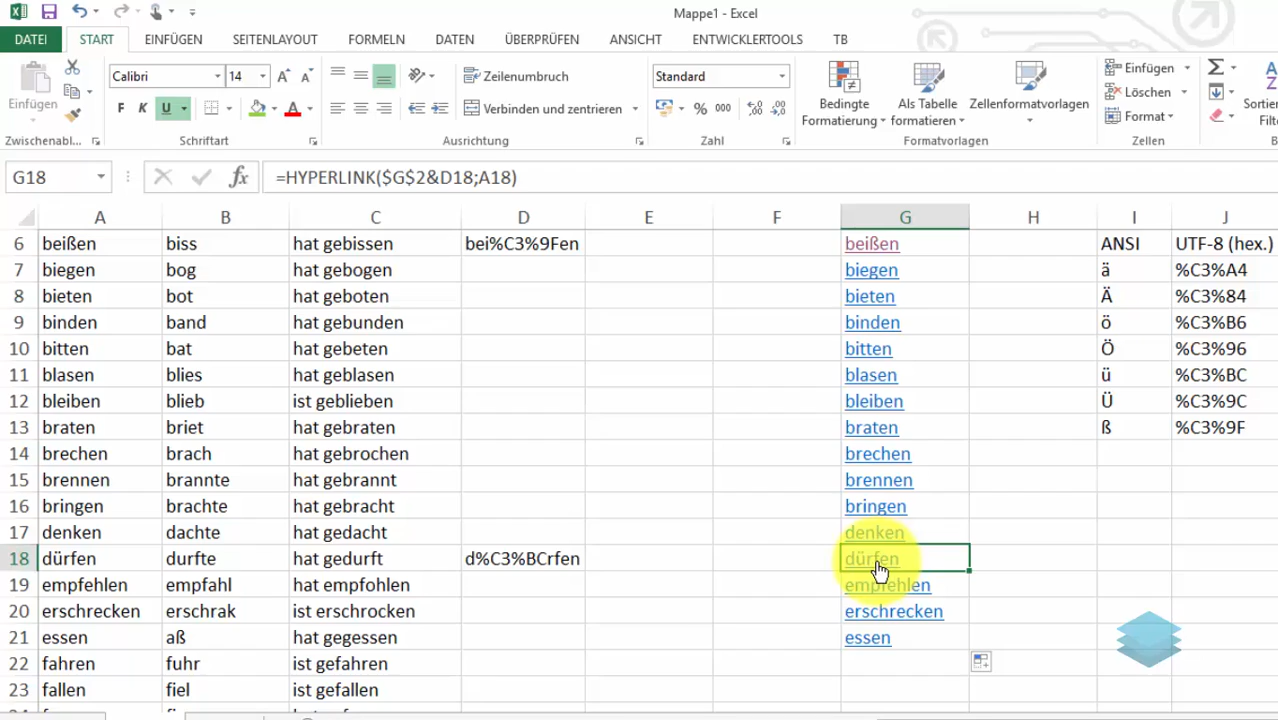 Mappe1 - Excel
DATEI START EINFÜGEN SEITENLAYOUT FORMELN DATEN ÜBERPRÜFEN ANSICHT ENTWICKLERTOOLS TB
Einfügen
Zwischenabl...
Calibri 14
F K U
Schriftart
Zeilenumbruch
Verbinden und zentrieren
Ausrichtung
Standard
% 000
Zahl
Bedingte Formatierung
Als Tabelle formatieren
Zellenformatvorlagen
Formatvorlagen
Einfügen
Löschen
Format
Zellen
Sortieren
Filt
G18 fx =HYPERLINK($G$2&D18;A18)
A B C D E F G H I J
6 beißen biss hat gebissen bei%C3%9Fen beißen ANSI UTF-8 (hex.)
7 biegen bog hat gebogen biegen ä %C3%A4
8 bieten bot hat geboten bieten Ä %C3%84
9 binden band hat gebunden binden ö %C3%B6
10 bitten bat hat gebeten bitten Ö %C3%96
11 blasen blies hat geblasen blasen ü %C3%BC
12 bleiben blieb ist geblieben bleiben Ü %C3%9C
13 braten briet hat gebraten braten ß %C3%9F
14 brechen brach hat gebrochen brechen
15 brennen brannte hat gebrannt brennen
16 bringen brachte hat gebracht bringen
17 denken dachte hat gedacht denken
18 dürfen durfte hat gedurft d%C3%BCrfen dürfen
19 empfehlen empfahl hat empfohlen empfehlen
20 erschrecken erschrak ist erschrocken erschrecken
21 essen aß hat gegessen essen
22 fahren fuhr ist gefahren
23 fallen fiel ist gefallen